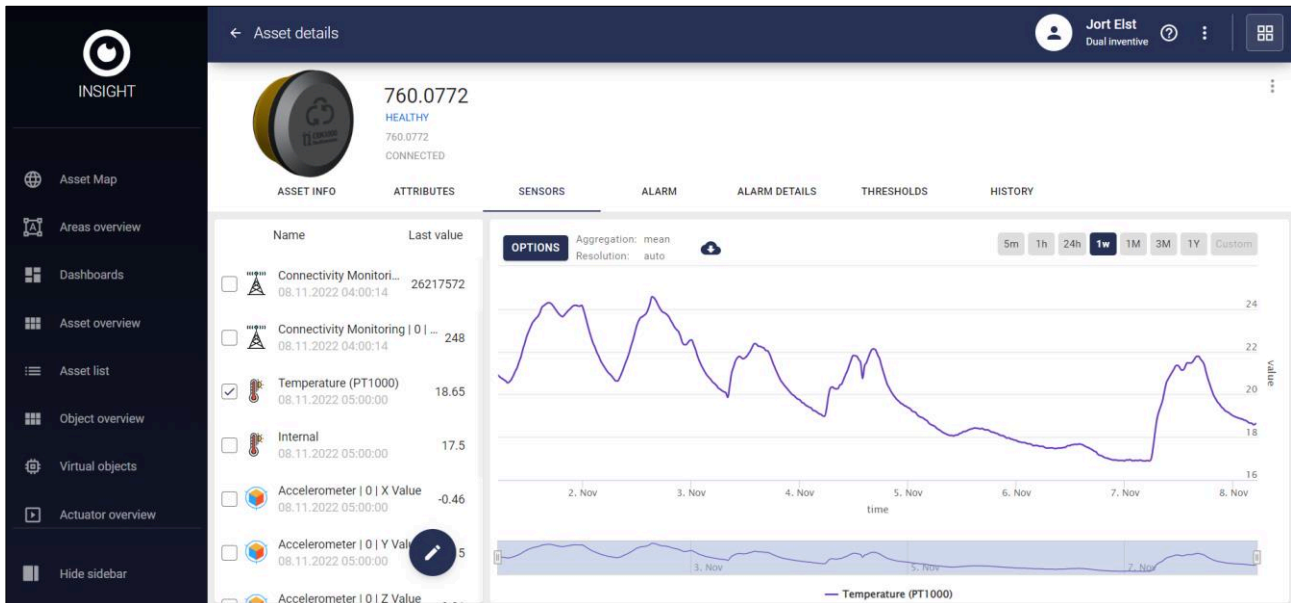 INSIGHT
Asset Map
Areas overview
Dashboards
Asset overview
Asset list
Object overview
Virtual objects
Actuator overview
Hide sidebar
Asset details
Jort Elst
Dual inventive
760.0772
HEALTHY
760.0772
CONNECTED
ASSET INFO ATTRIBUTES SENSORS ALARM ALARM DETAILS THRESHOLDS HISTORY
Name Last value
Connectivity Monitori... 26217572
08.11.2022 04:00:14
Connectivity Monitoring | 0 | ... 248
08.11.2022 04:00:14
Temperature (PT1000) 18.65
08.11.2022 05:00:00
Internal 17.5
08.11.2022 05:00:00
Accelerometer | 0 | X Value -0.46
08.11.2022 05:00:00
Accelerometer | 0 | Y Val
08.11.2022 05:00:00
Accelerometer | 0 | Z Value
OPTIONS
Aggregation: mean
Resolution: auto
5m 1h 24h 1w 1M 3M 1Y Custom
24
22
20
18
16
value
2. Nov 3. Nov 4. Nov 5. Nov 6. Nov 7. Nov 8. Nov
time
3. Nov 5. Nov 7. Nov
Temperature (PT1000)